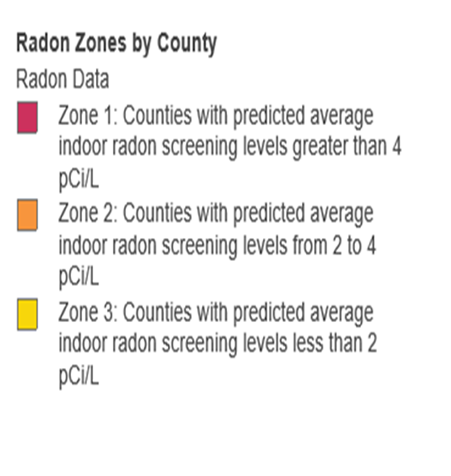 Radon Zones by County
Radon Data
Zone 1: Counties with predicted average
indoor radon screening levels greater than 4
pCi/L
Zone 2: Counties with predicted average
indoor radon screening levels from 2 to 4
pCi/L
Zone 3: Counties with predicted average
indoor radon screening levels less than 2
pCi/L